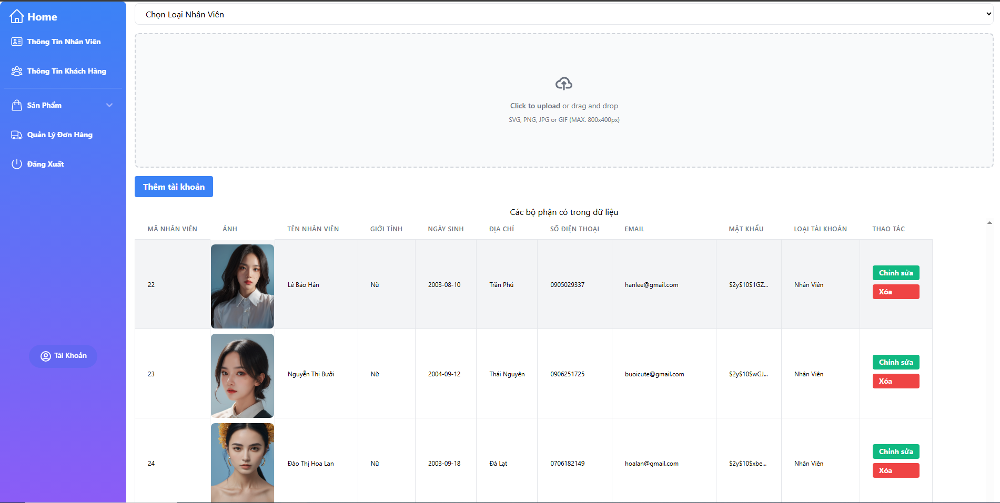 Home
Thông Tin Nhân Viên
Thông Tin Khách Hàng
Sản Phẩm
Quản Lý Đơn Hàng
Đăng Xuất
Tài Khoản
Chọn Loại Nhân Viên
Click to upload or drag and drop
SVG, PNG, JPG or GIF (MAX. 800x400px)
Thêm tài khoản
Các bộ phận có trong dữ liệu
MÃ NHÂN VIÊN ẢNH TÊN NHÂN VIÊN GIỚI TÍNH NGÀY SINH ĐỊA CHỈ SỐ ĐIỆN THOẠI EMAIL MẬT KHẨU LOẠI TÀI KHOẢN THAO TÁC
22 Lê Bảo Hân Nữ 2003-08-10 Trần Phú 0905029337 hanlee@gmail.com $2y$10$1GZ... Nhân Viên Chỉnh sửa
Xóa
23 Nguyễn Thị Bưởi Nữ 2004-09-12 Thái Nguyên 0906251725 buoicute@gmail.com $2y$10$wGJ... Nhân Viên Chỉnh sửa
Xóa
24 Đào Thị Hoa Lan Nữ 2003-09-18 Đà Lạt 0706182149 hoalan@gmail.com $2y$10$xbe... Nhân Viên Chỉnh sửa
Xóa